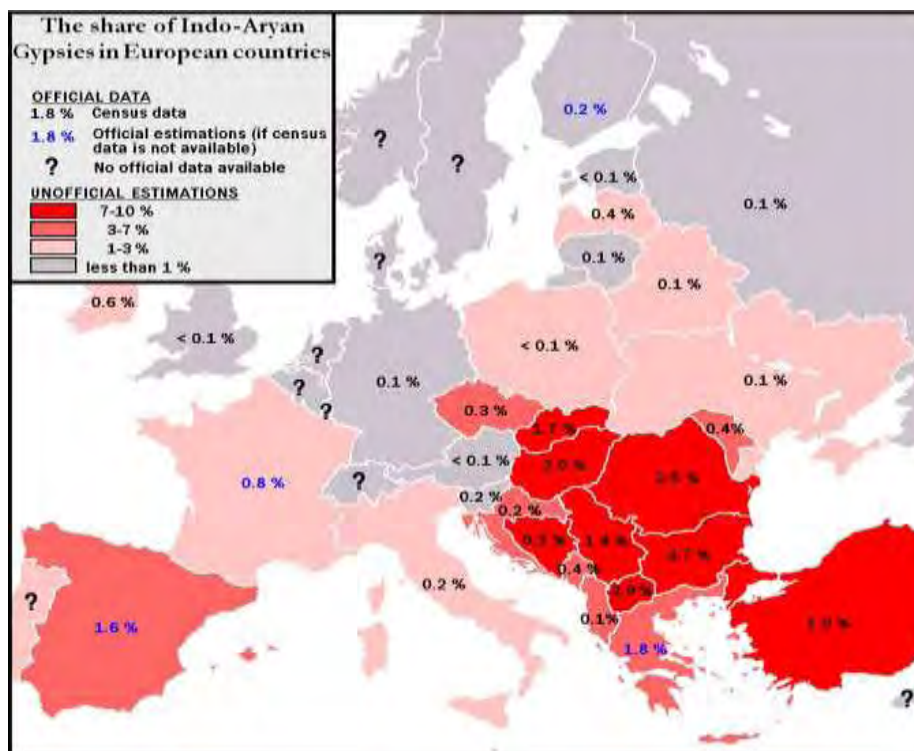 The share of Indo-Aryan
Gypsies in European countries
OFFICIAL DATA
1.8 % Census data
1.8 % Official estimations (if census
data is not available)
? No official data available
UNOFFICIAL ESTIMATIONS
7-10 %
3-7 %
1-3 %
less than 1 %
0.2 %
?
?
< 0.1 %
0.1 %
0.4 %
?
0.1 %
0.6 %
0.1 %
< 0.1 %
?
< 0.1 %
?
0.1 %
0.1 %
?
0.3 %
0.4%
1.7 %
< 0.1 %
0.8 %
?
0.2 %
0.2 %
0.4 %
?
0.2 %
0.1%
1.6 %
1.8 %
?